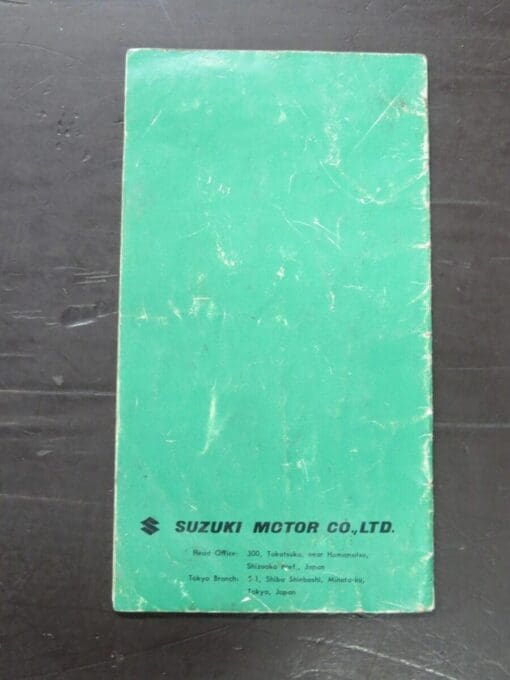 SUZUKI MOTOR CO.,LTD.
Head Office: 300, Takatsuka, near Hamamatsu,
Shizuoka Pref., Japan
Tokyo Branch: 5-1, Shiba Shinbashi, Minato-ku,
Tokyo, Japan